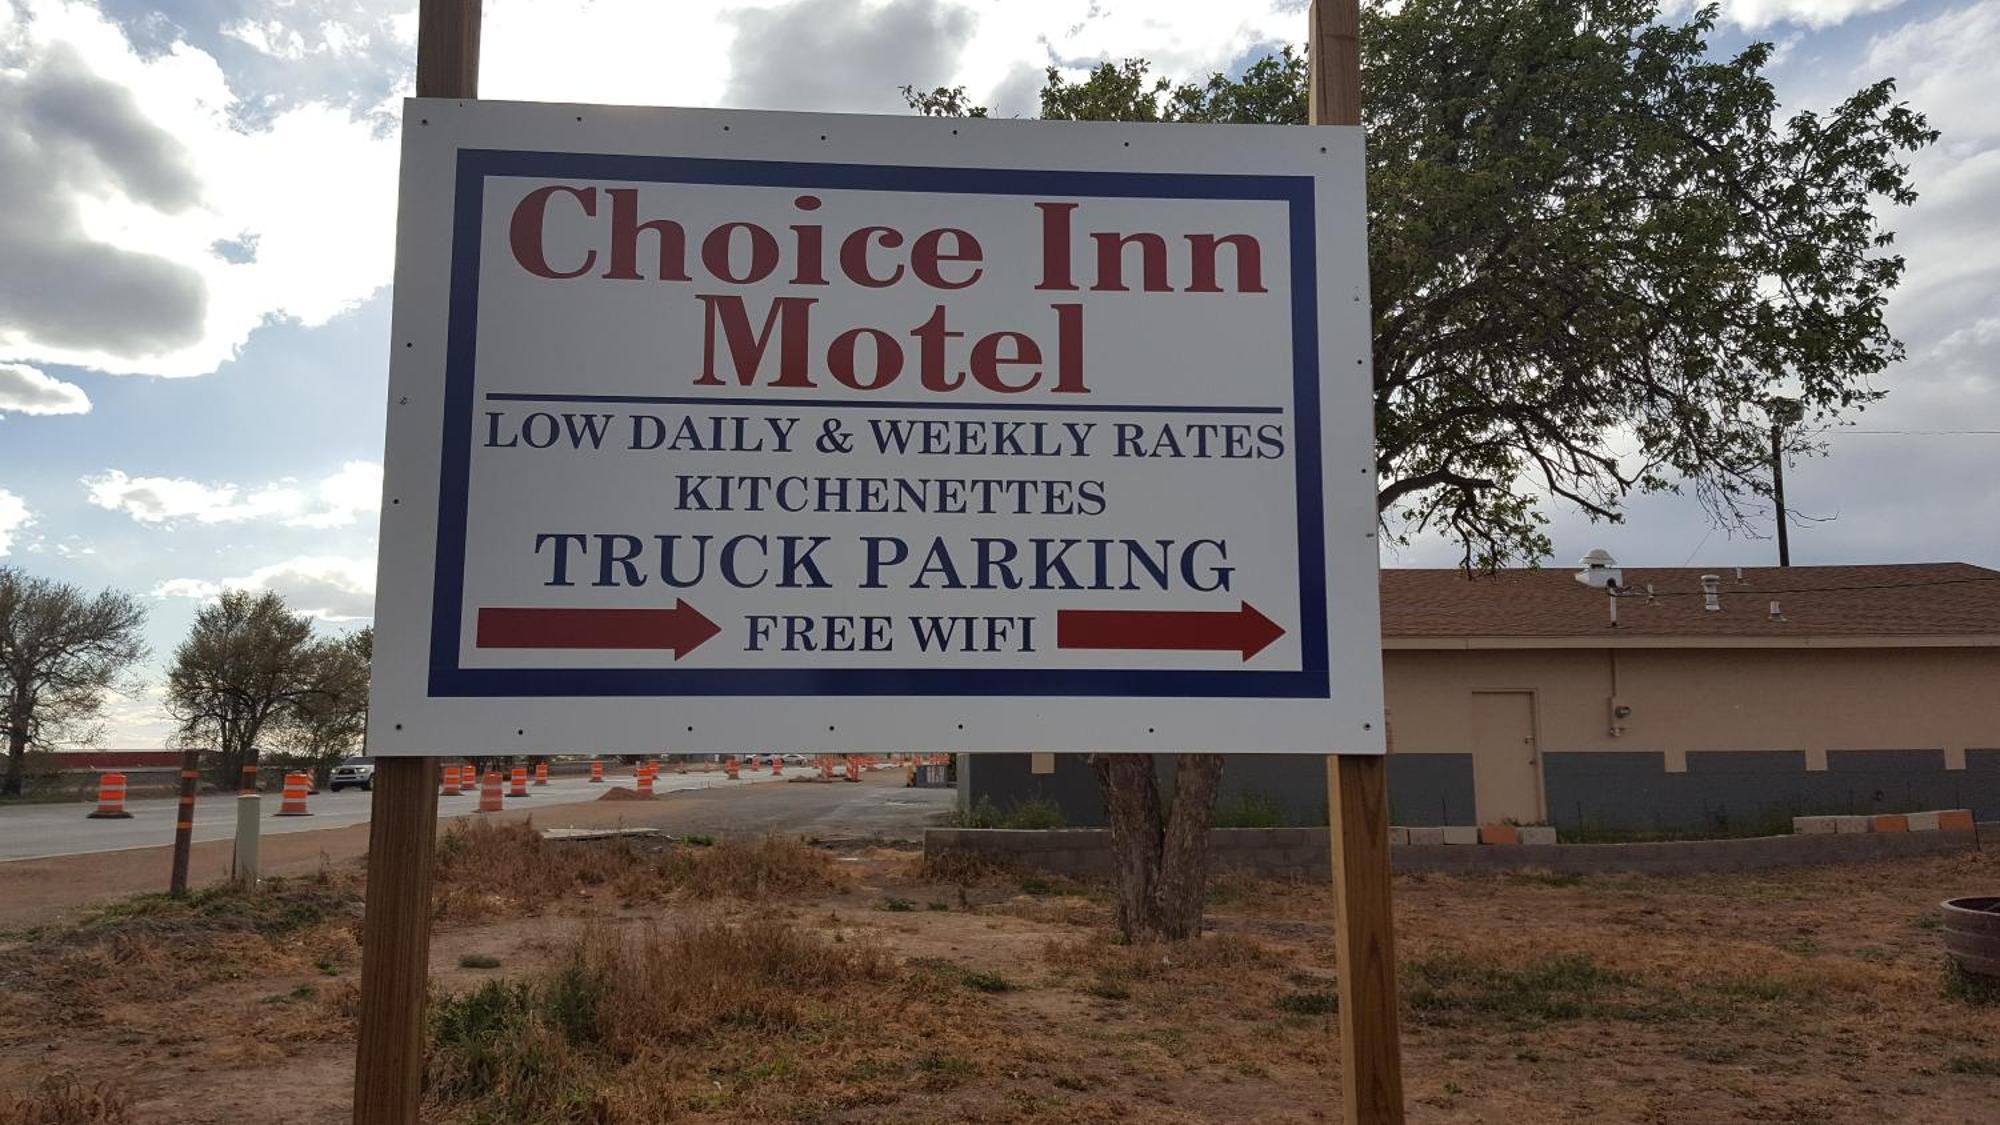 Choice Inn
Motel
LOW DAILY & WEEKLY RATES
KITCHENETTES
TRUCK PARKING
FREE WIFI